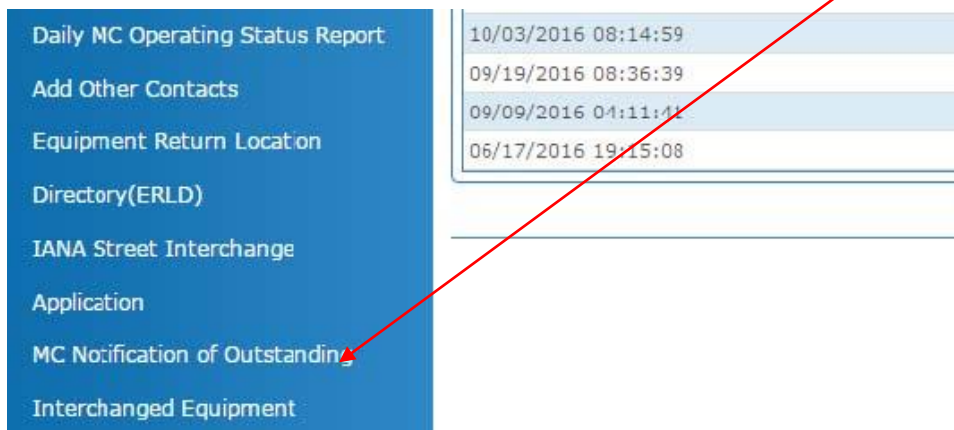 Daily MC Operating Status Report
Add Other Contacts
Equipment Return Location
Directory(ERLD)
IANA Street Interchange
Application
MC Notification of Outstanding
Interchanged Equipment
10/03/2016 08:14:59
09/19/2016 08:36:39
09/09/2016 04:11:41
06/17/2016 19:15:08